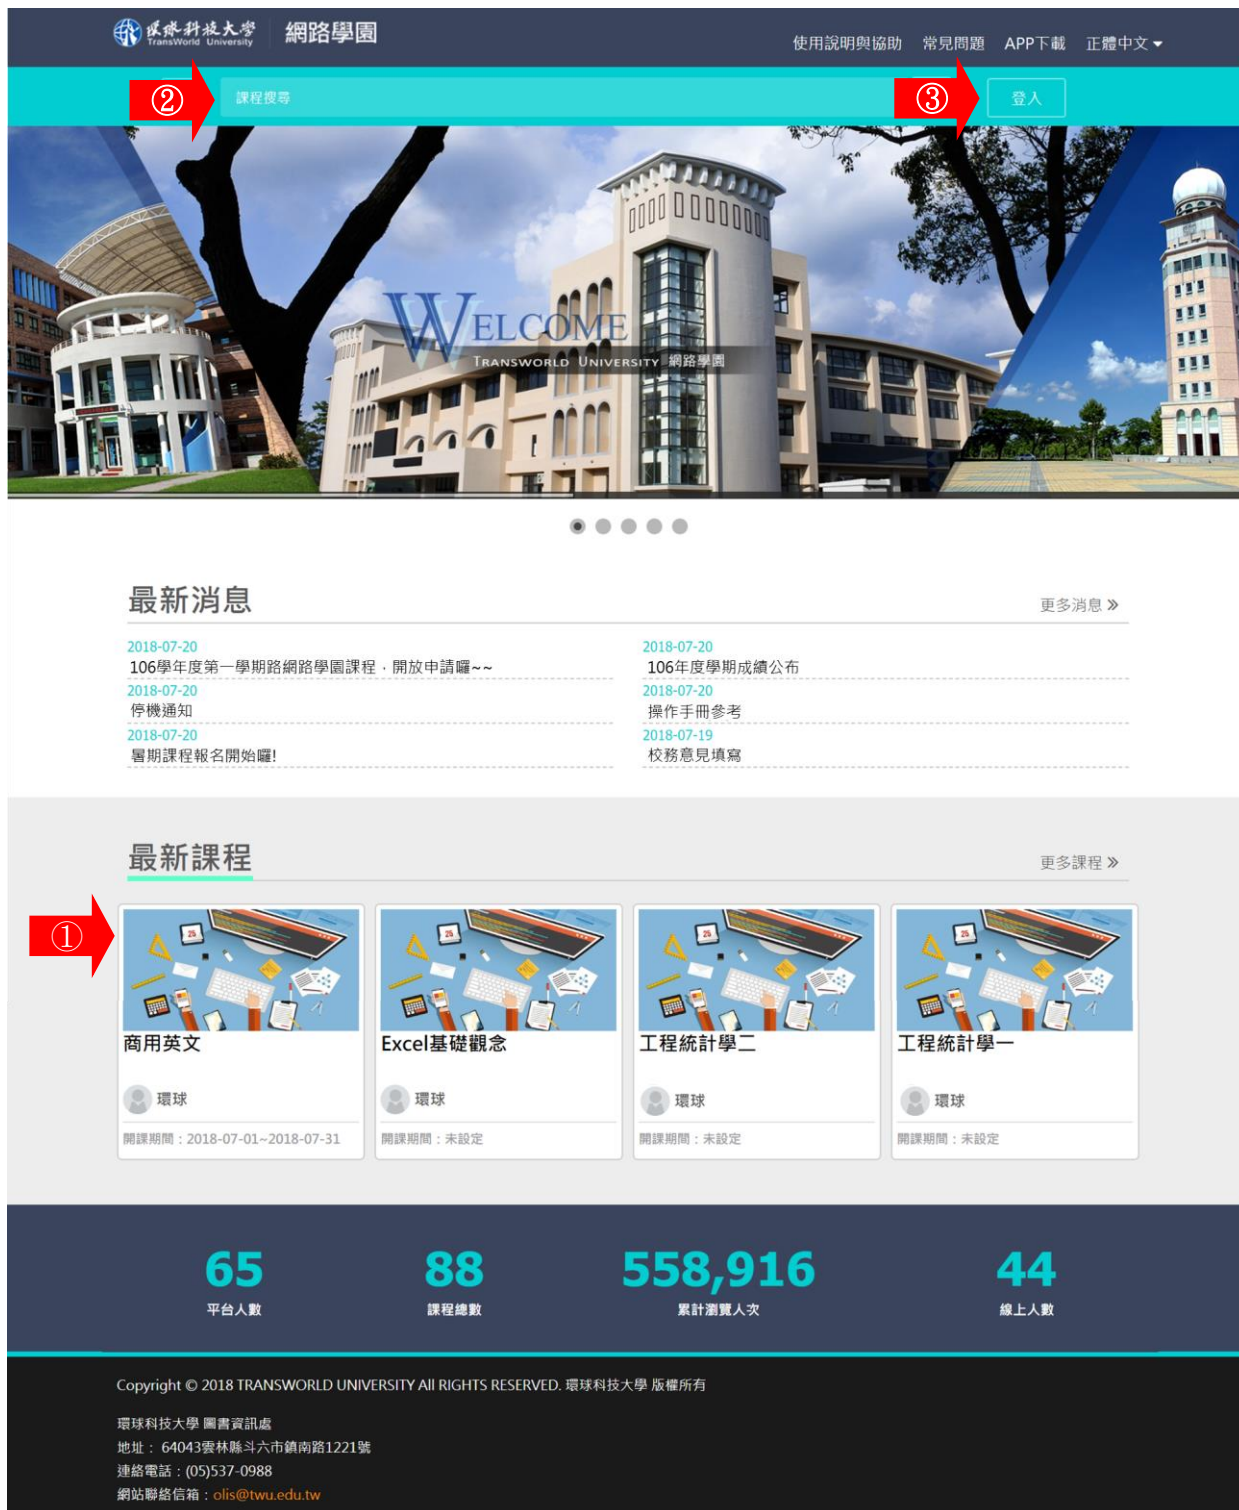 環球科技大學
TransWorld University
網路學園
使用說明與協助 常見問題 APP下載 正體中文
② 課程搜尋 ③ 登入
WELCOME
TRANSWORLD UNIVERSITY 網路學園
最新消息 更多消息
2018-07-20
106學年度第一學期路網路學園課程，開放申請囉~~
2018-07-20
106年度學期成績公布
2018-07-20
停機通知
2018-07-20
操作手冊參考
2018-07-20
暑期課程報名開始囉!
2018-07-19
校務意見填寫
最新課程 更多課程
①
商用英文
環球
開課期間：2018-07-01~2018-07-31
Excel基礎觀念
環球
開課期間：未設定
工程統計學二
環球
開課期間：未設定
工程統計學一
環球
開課期間：未設定
65
平台人數
88
課程總數
558,916
累計瀏覽人次
44
線上人數
Copyright © 2018 TRANSWORLD UNIVERSITY All RIGHTS RESERVED. 環球科技大學 版權所有
環球科技大學 圖書資訊處
地址： 64043雲林縣斗六市鎮南路1221號
連絡電話：(05)537-0988
網站聯絡信箱：olis@twu.edu.tw